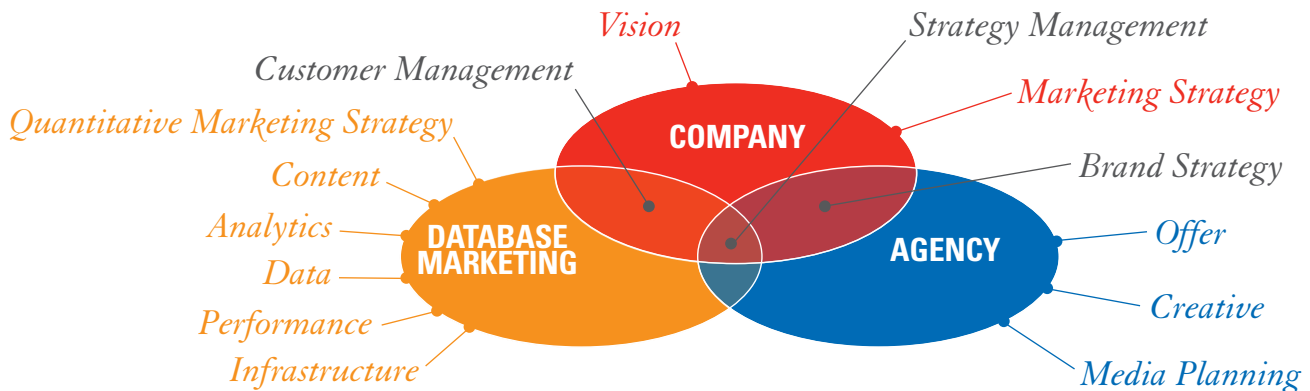 Vision
Strategy Management
Customer Management
Marketing Strategy
Quantitative Marketing Strategy
COMPANY
Brand Strategy
Content
Analytics
DATABASE
MARKETING
AGENCY
Offer
Data
Creative
Performance
Infrastructure
Media Planning